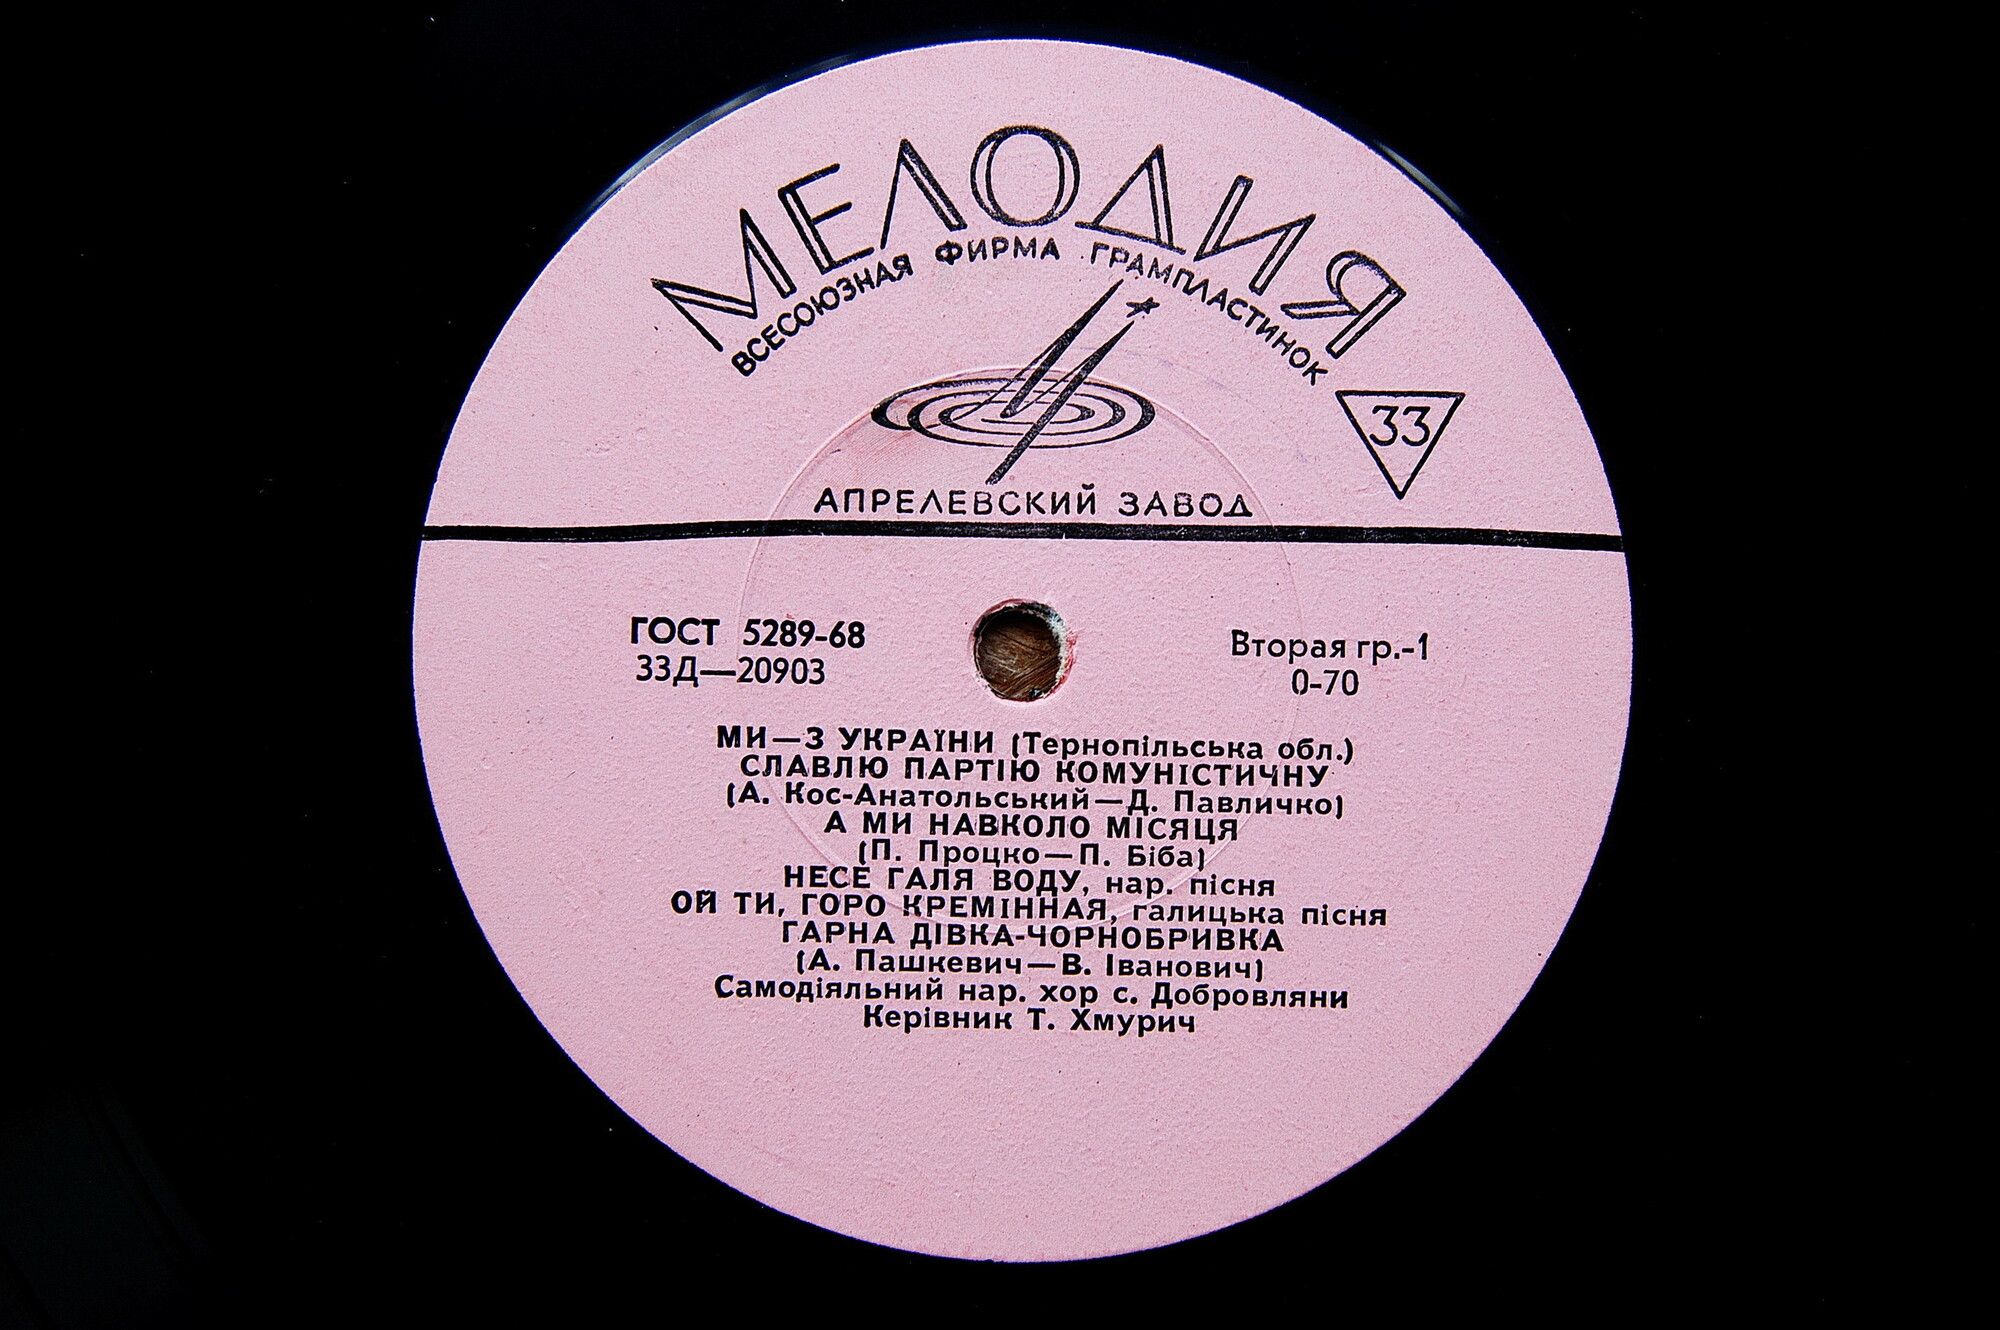 МЕЛОДИЯ
ВСЕСОЮЗНАЯ ФИРМА ГРАМПЛАСТИНОК
33
АПРЕЛЕВСКИЙ ЗАВОД
ГОСТ 5289-68
33Д—20903
Вторая гр.-1
0-70
МИ—З УКРАЇНИ (Тернопільська обл.)
СЛАВЛЮ ПАРТІЮ КОМУНІСТИЧНУ
(А. Кос-Анатольський—Д. Павличко)
А МИ НАВКОЛО МІСЯЦЯ
(П. Процко—П. Біба)
НЕСЕ ГАЛЯ ВОДУ, нар. пісня
ОЙ ТИ, ГОРО КРЕМІННАЯ, галицька пісня
ГАРНА ДІВКА-ЧОРНОБРИВКА
(А. Пашкевич—В. Іванович)
Самодіяльний нар. хор с. Добровляни
Керівник Т. Хмурич